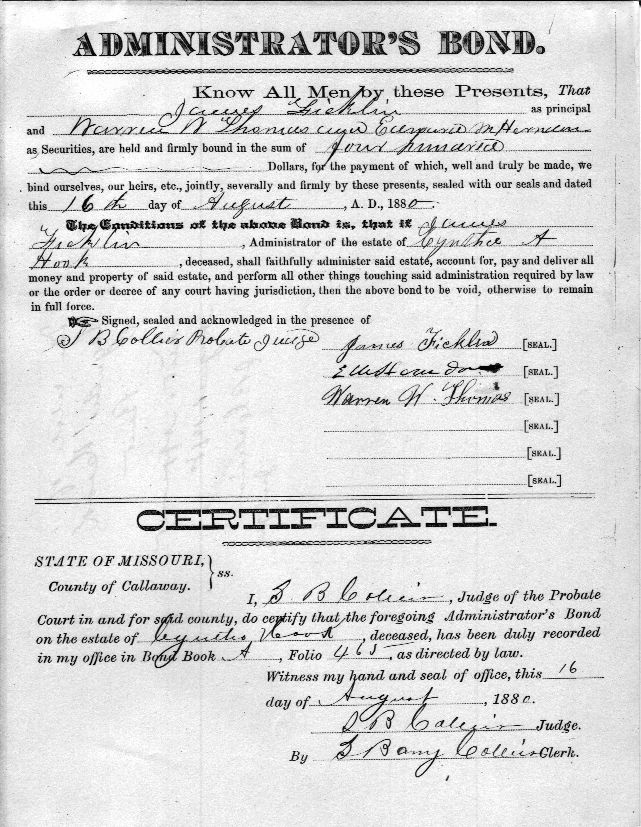 ADMINISTRATOR'S BOND.
Know All Men by these Presents, That
James Ficklin as principal
and Warren W Thomas and M Herndon
as Securities, are held and firmly bound in the sum of four hundred
Dollars, for the payment of which, well and truly be made, we
bind ourselves, our heirs, etc., jointly, severally and firmly by these presents, sealed with our seals and dated
this 16th day of August, A. D., 1880.
The Conditions of the above Bond is, that if James
Ficklin, Administrator of the estate of Cynthia A
Hook, deceased, shall faithfully administer said estate, account for, pay and deliver all
money and property of said estate, and perform all other things touching said administration required by law
or the order or decree of any court having jurisdiction, then the above bond to be void, otherwise to remain
in full force.
Signed, sealed and acknowledged in the presence of
B Collier Probate Judge James Ficklin [SEAL.]
[SEAL.]
Warren W. Thomas [SEAL.]
[SEAL.]
[SEAL.]
[SEAL.]
CERTIFICATE.
STATE OF MISSOURI,
County of Callaway. } ss.
I, B Collier, Judge of the Probate
Court in and for said county, do certify that the foregoing Administrator's Bond
on the estate of Cynthia Hook, deceased, has been duly recorded
in my office in Bond Book A, Folio 465, as directed by law.
Witness my hand and seal of office, this 16
day of August, 1880.
B Collier Judge.
By Collier Clerk.